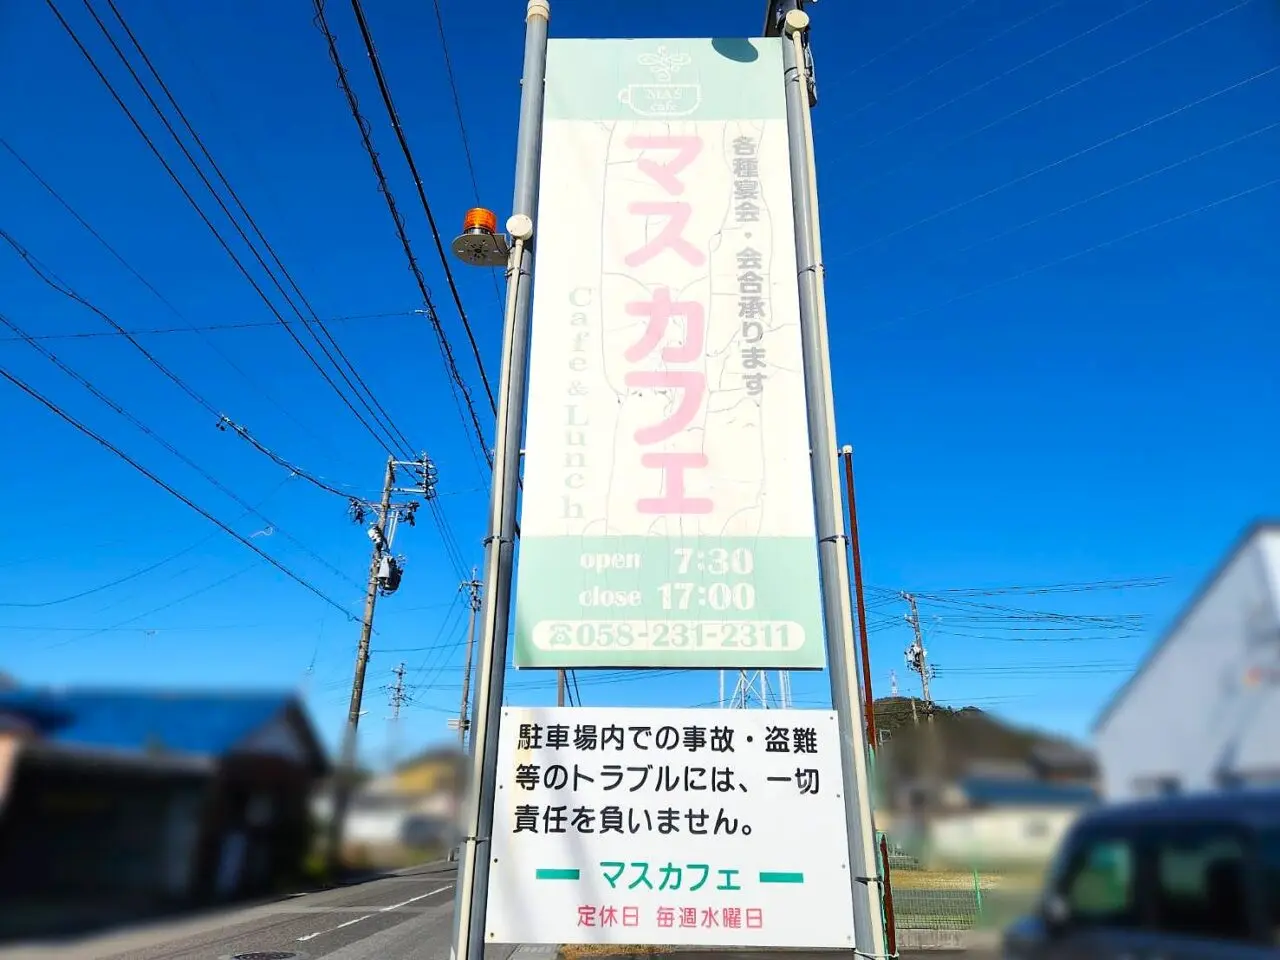 MAS
cafe
マスカフェ
各種宴会・会合承ります
Cafe & Lunch
open 7:30
close 17:00
☎058-231-2311
駐車場内での事故・盗難
等のトラブルには、一切
責任を負いません。
マスカフェ
定休日 毎週水曜日